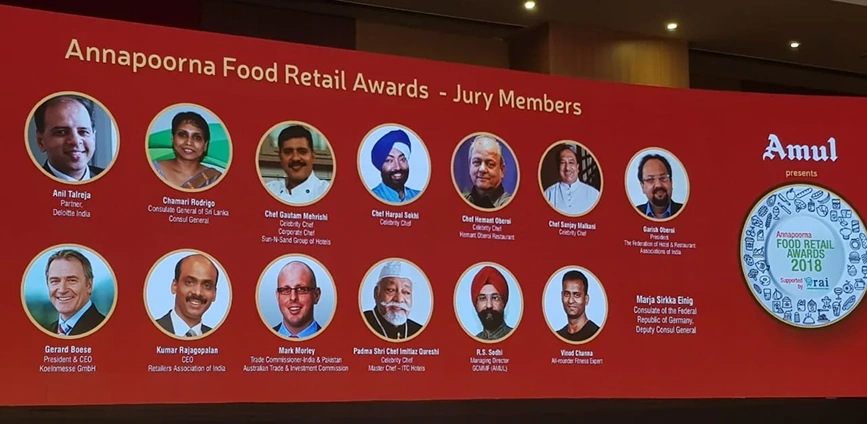 Annapoorna Food Retail Awards - Jury Members
Anil Talreja
Partner,
Deloitte India
Chamari Rodrigo
Consulate General of Sri Lanka
Consul General
Chef Gautam Mehrishi
Celebrity Chef
Corporate Chef
Sun-N-Sand Group of Hotels
Chef Harpal Sokhi
Celebrity Chef
Chef Hemant Oberoi
Celebrity Chef
Hemant Oberoi Restaurant
Chef Sanjay Malkani
Celebrity Chef
Garish Oberoi
President
The Federation of Hotel & Restaurant
Associations of India
Amul
presents
Annapoorna
FOOD RETAIL
AWARDS
2018
Supported by
rai
Gerard Boese
President & CEO
Koelnmesse GmbH
Kumar Rajagopalan
CEO
Retailers Association of India
Mark Morley
Trade Commissioner-India & Pakistan
Australian Trade & Investment Commission
Padma Shri Chef Imitiaz Qureshi
Celebrity Chef
Master Chef – ITC Hotels
R.S. Sodhi
Managing Director
GCMMF (AMUL)
Vinod Channa
All-rounder Fitness Expert
Marja Sirkka Einig
Consulate of the Federal
Republic of Germany,
Deputy Consul General